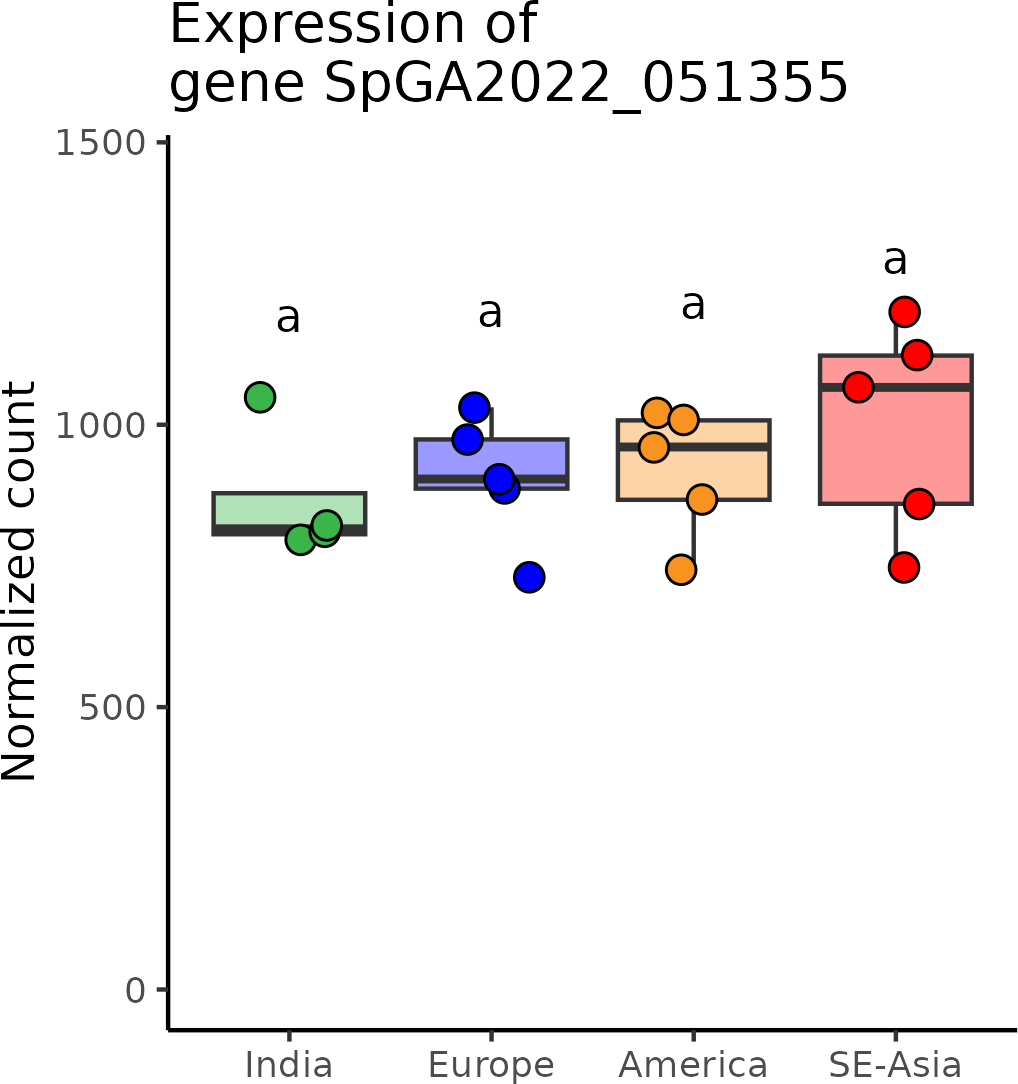 Expression of
gene SpGA2022_051355
Normalized count
1500
1000
500
0
a
a
a
a
India
Europe
America
SE-Asia